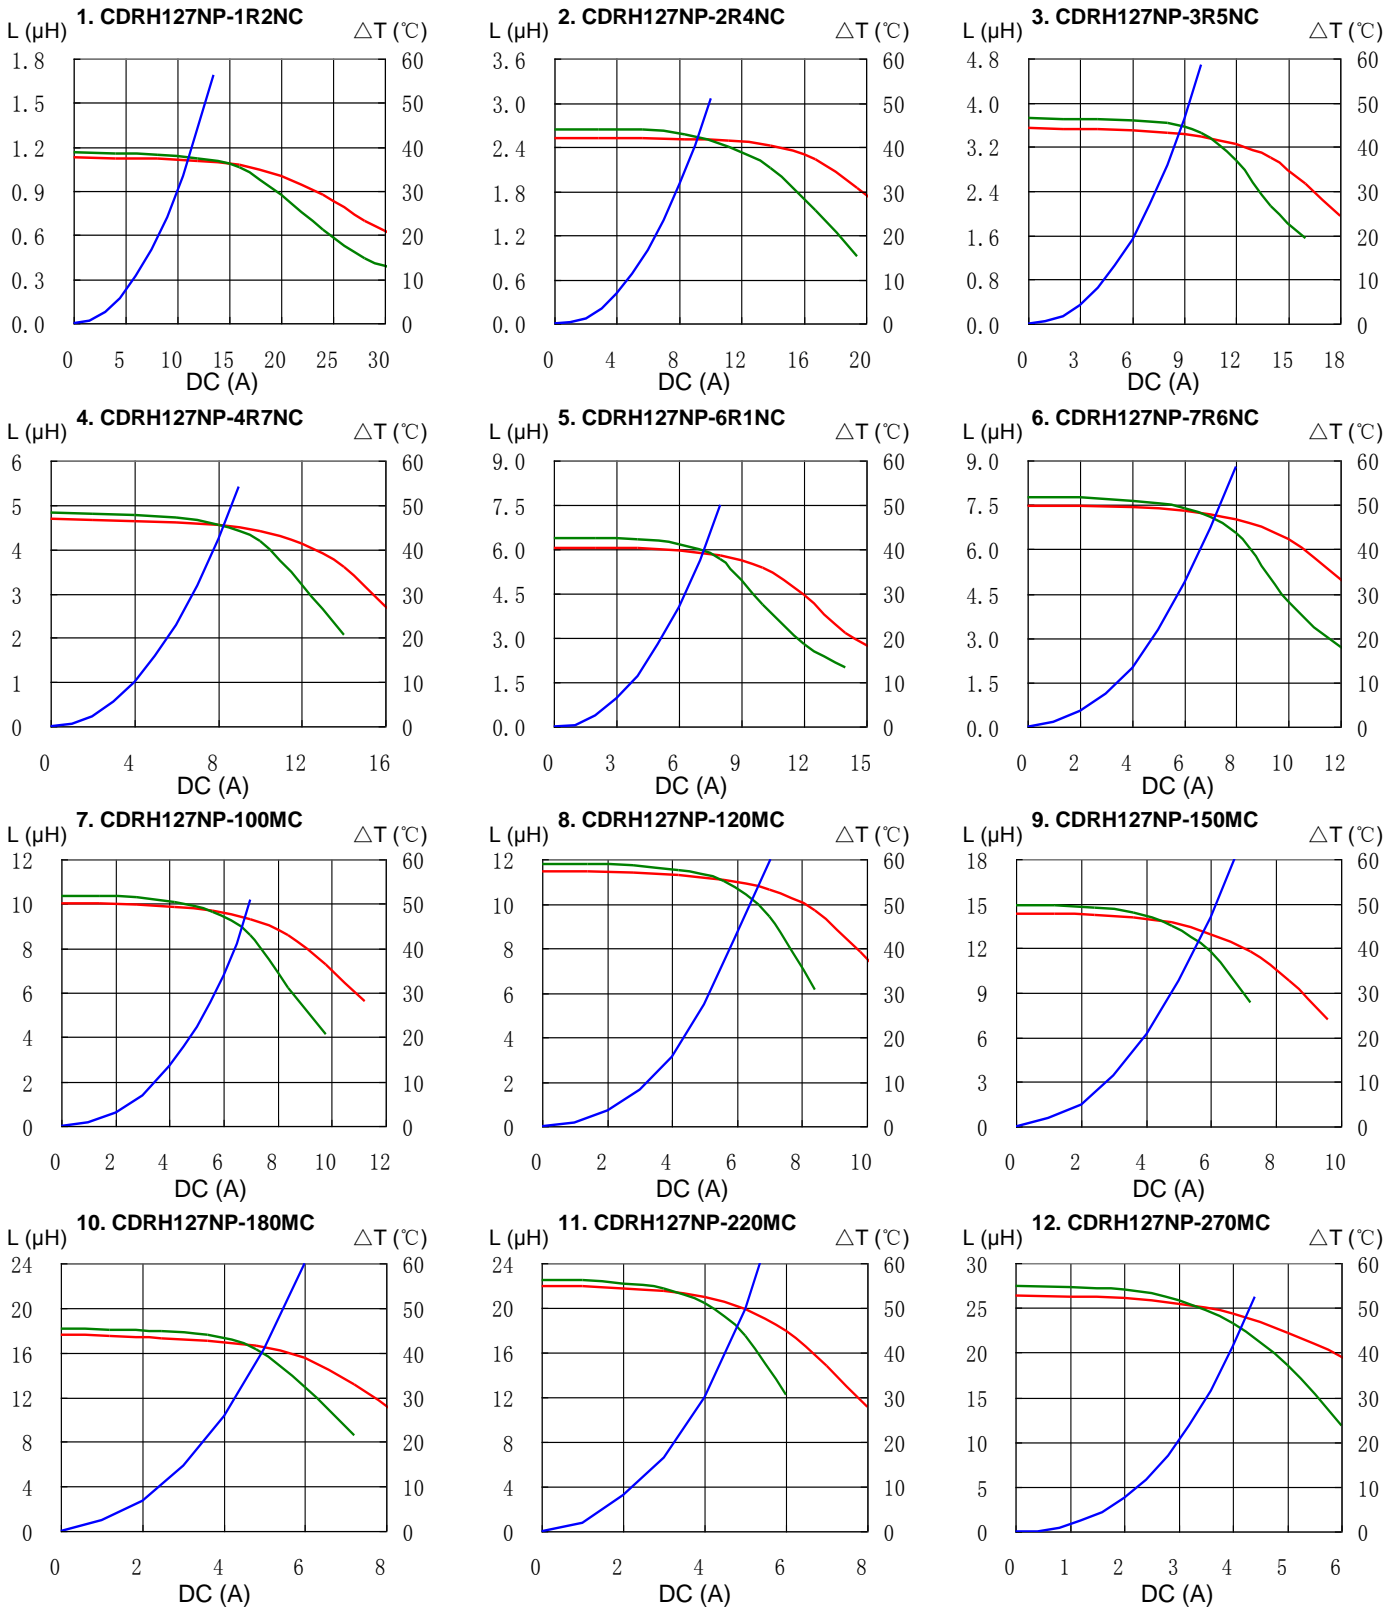 1. CDRH127NP-1R2NC
L (µH)
△T (℃)
1.8
1.5
1.2
0.9
0.6
0.3
0.0
60
50
40
30
20
10
0
0 5 10 15 20 25 30
DC (A)
2. CDRH127NP-2R4NC
L (µH)
△T (℃)
3.6
3.0
2.4
1.8
1.2
0.6
0.0
60
50
40
30
20
10
0
0 4 8 12 16 20
DC (A)
3. CDRH127NP-3R5NC
L (µH)
△T (℃)
4.8
4.0
3.2
2.4
1.6
0.8
0.0
60
50
40
30
20
10
0
0 3 6 9 12 15 18
DC (A)
4. CDRH127NP-4R7NC
L (µH)
△T (℃)
6
5
4
3
2
1
0
60
50
40
30
20
10
0
0 4 8 12 16
DC (A)
5. CDRH127NP-6R1NC
L (µH)
△T (℃)
9.0
7.5
6.0
4.5
3.0
1.5
0.0
60
50
40
30
20
10
0
0 3 6 9 12 15
DC (A)
6. CDRH127NP-7R6NC
L (µH)
△T (℃)
9.0
7.5
6.0
4.5
3.0
1.5
0.0
60
50
40
30
20
10
0
0 2 4 6 8 10 12
DC (A)
7. CDRH127NP-100MC
L (µH)
△T (℃)
12
10
8
6
4
2
0
60
50
40
30
20
10
0
0 2 4 6 8 10 12
DC (A)
8. CDRH127NP-120MC
L (µH)
△T (℃)
12
10
8
6
4
2
0
60
50
40
30
20
10
0
0 2 4 6 8 10
DC (A)
9. CDRH127NP-150MC
L (µH)
△T (℃)
18
15
12
9
6
3
0
60
50
40
30
20
10
0
0 2 4 6 8 10
DC (A)
10. CDRH127NP-180MC
L (µH)
△T (℃)
24
20
16
12
8
4
0
60
50
40
30
20
10
0
0 2 4 6 8
DC (A)
11. CDRH127NP-220MC
L (µH)
△T (℃)
24
20
16
12
8
4
0
60
50
40
30
20
10
0
0 2 4 6 8
DC (A)
12. CDRH127NP-270MC
L (µH)
△T (℃)
30
25
20
15
10
5
0
60
50
40
30
20
10
0
0 1 2 3 4 5 6
DC (A)